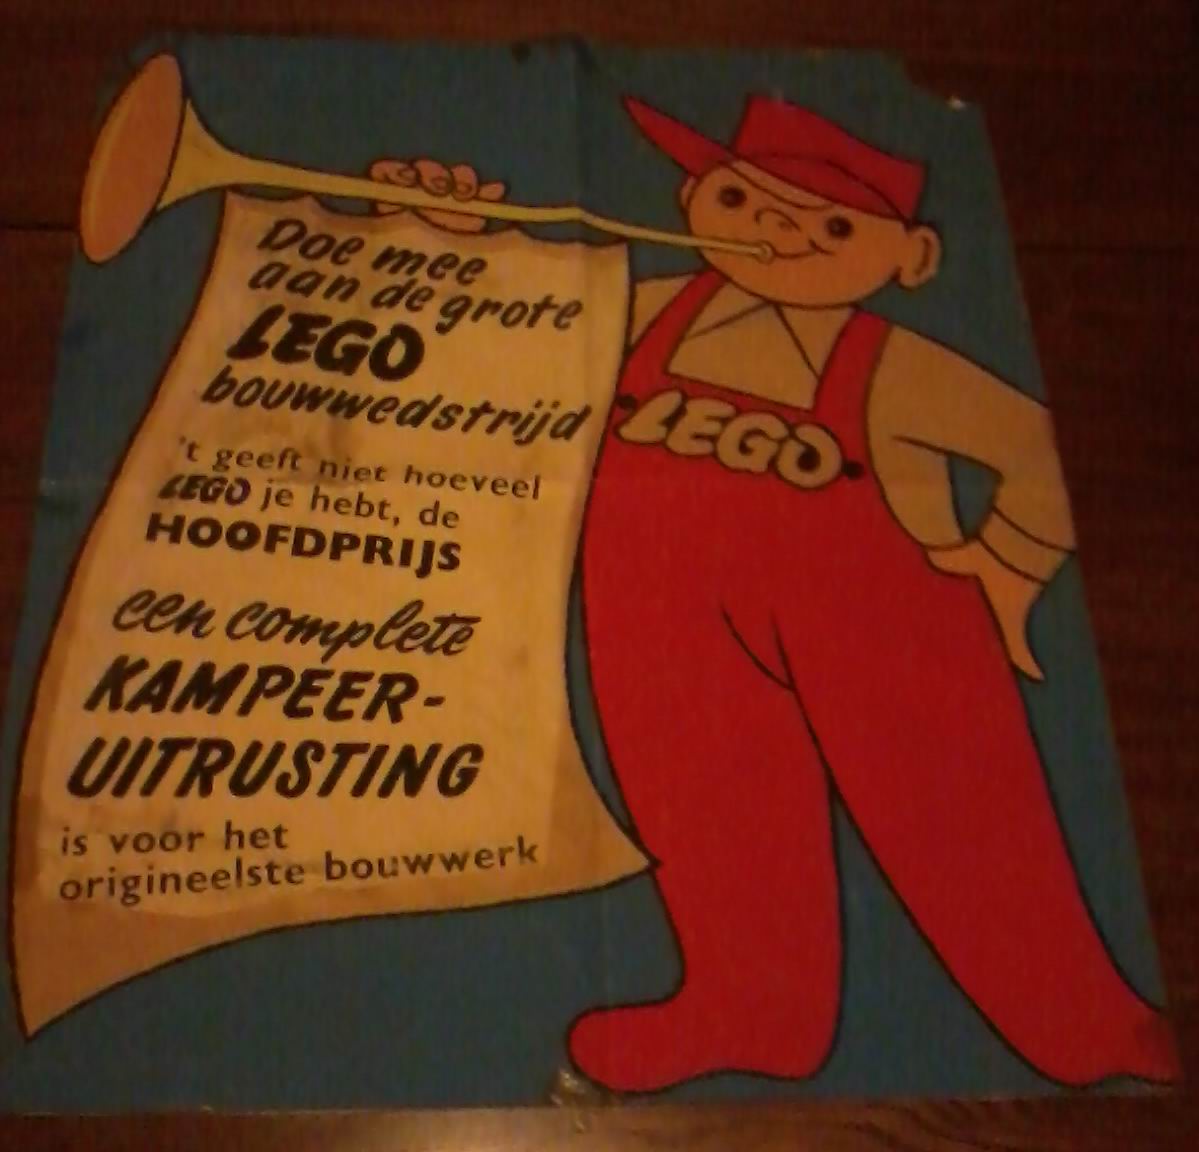 Doe mee
aan de grote
LEGO
bouwwedstrijd
't geeft niet hoeveel
LEGO je hebt, de
HOOFDPRIJS
een complete
KAMPEER-
UITRUSTING
is voor het
origineelste bouwwerk
·LEGO·